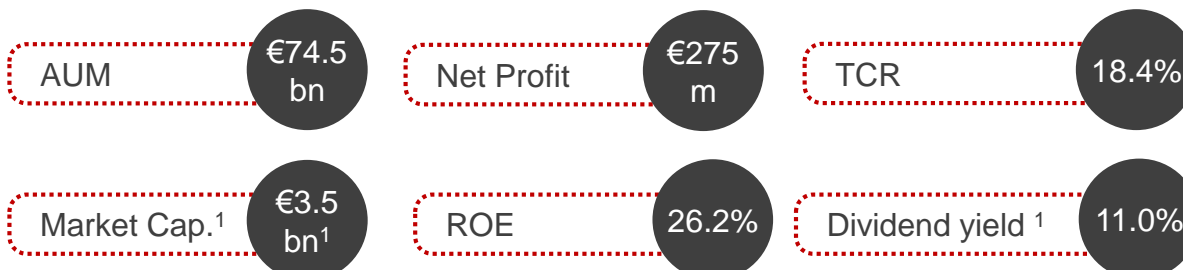 AUM
€74.5
bn
Net Profit
€275
m
TCR
18.4%
Market Cap.¹
€3.5
bn¹
ROE
26.2%
Dividend yield ¹
11.0%